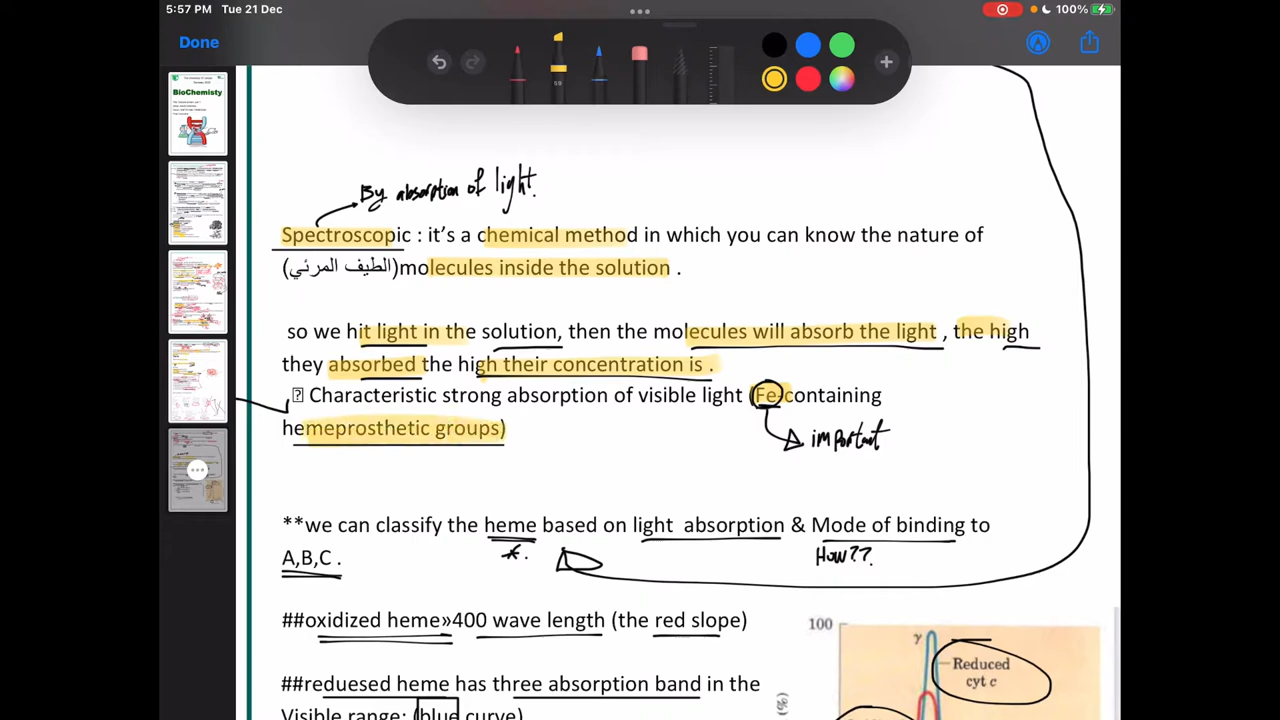 5:57 PM Tue 21 Dec
100%
Done
BioChemisty
By absorption of light.
Spectroscopic : it's a chemical method in which you can know the nature of
(الطيف المرئي)molecules inside the solution .
so we hit light in the solution, then the molecules will absorb the light , the high
they absorbed the high their concentration is .
Characteristic strong absorption of visible light (Fe-containing
hemeprosthetic groups)
important
**we can classify the heme based on light absorption & Mode of binding to
A,B,C .
How??.
##oxidized heme»400 wave length (the red slope)
100
γ
Reduced
cyt c
##reduesed heme has three absorption band in the
Visible range: (blue curve)
(%)